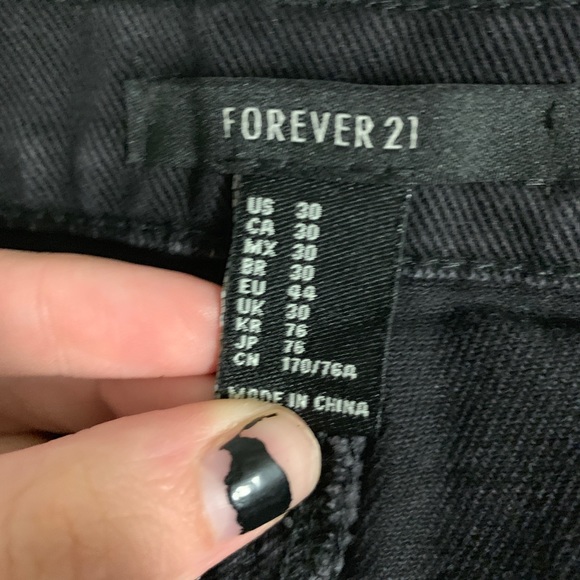 FOREVER 21
US 30
CA 30
MX 30
BR 30
EU 44
UK 30
KR 76
JP 76
CN 170/76A
MADE IN CHINA